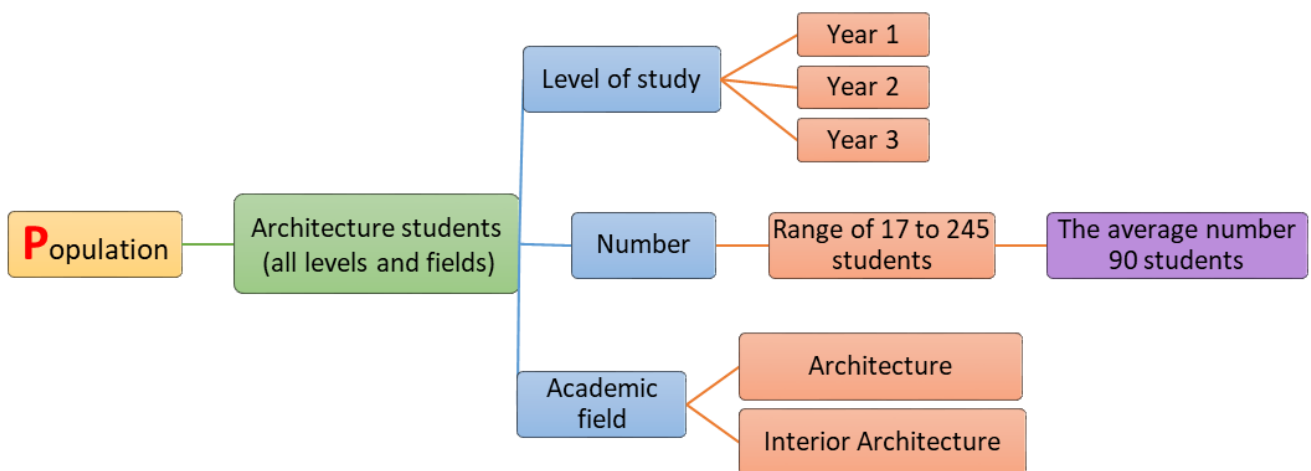 Population
Architecture students
(all levels and fields)
Level of study
Year 1
Year 2
Year 3
Number
Range of 17 to 245
students
The average number
90 students
Academic
field
Architecture
Interior Architecture